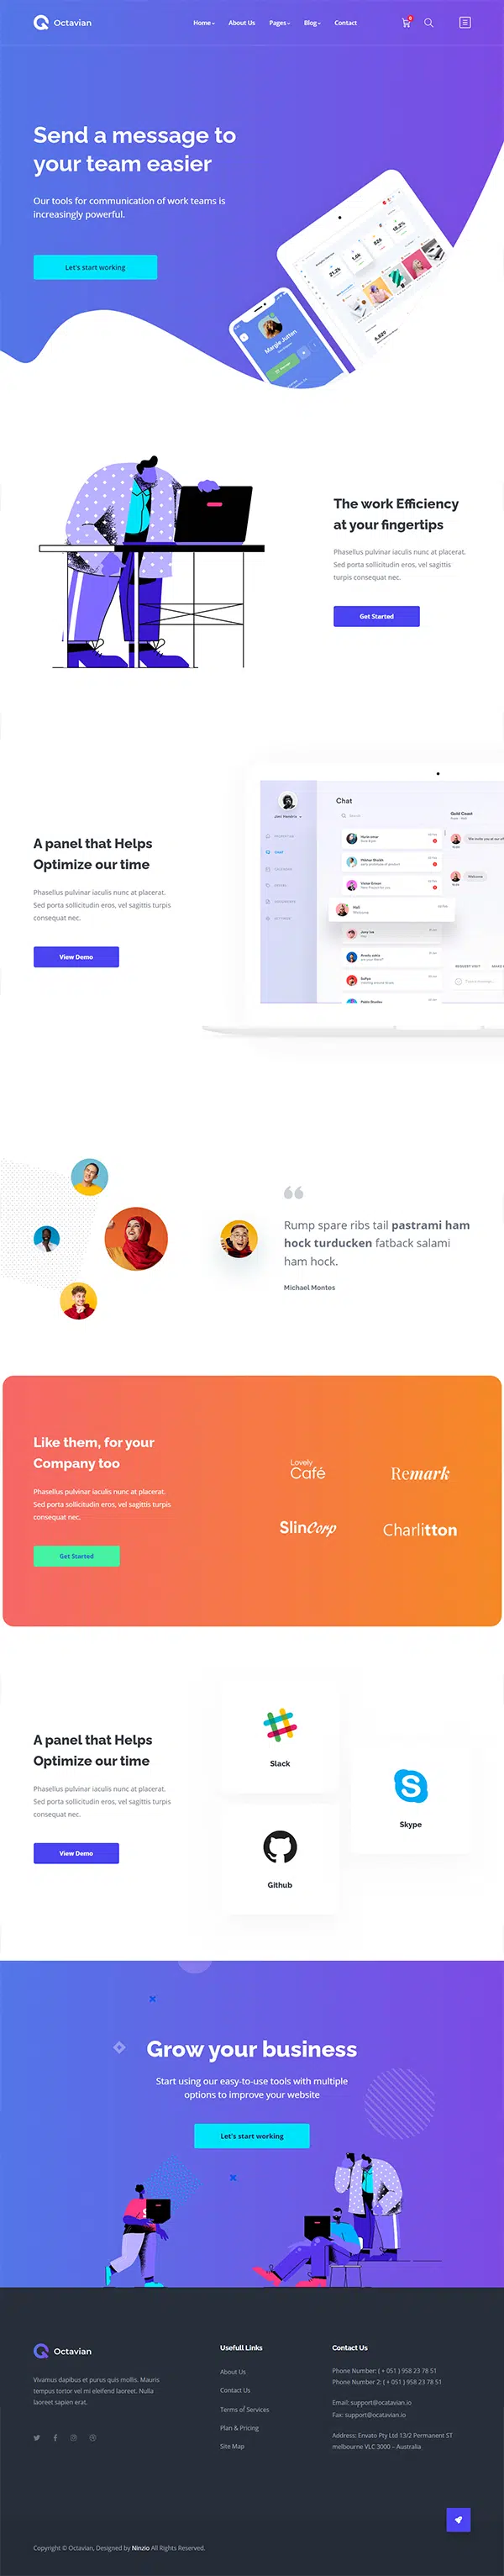 Octavian
Home
About Us
Pages
Blog
Contact
Send a message to
your team easier
Our tools for communication of work teams is
increasingly powerful.
Let's start working
Margie Jutten
The work Efficiency
at your fingertips
Phasellus pulvinar iaculis nunc at placerat.
Sed porta sollicitudin eros, vel sagittis
turpis consequat nec.
Get Started
A panel that Helps
Optimize our time
Phasellus pulvinar iaculis nunc at placerat.
Sed porta sollicitudin eros, vel sagittis turpis
consequat nec.
View Demo
Chat
Gold Coast
Welcome
Rump spare ribs tail pastrami ham
hock turducken fatback salami
ham hock.
Michael Montes
Like them, for your
Company too
Phasellus pulvinar iaculis nunc at placerat.
Sed porta sollicitudin eros, vel sagittis turpis
consequat nec.
Get Started
Lovely
Café
Remark
SlinCorp
Charlitton
A panel that Helps
Optimize our time
Phasellus pulvinar iaculis nunc at placerat.
Sed porta sollicitudin eros, vel sagittis turpis
consequat nec.
View Demo
Slack
Skype
Github
Grow your business
Start using our easy-to-use tools with multiple
options to improve your website
Let's start working
Octavian
Vivamus dapibus et purus quis mollis. Mauris
tempus tortor vel mi eleifend laoreet. Nulla
laoreet sapien erat.
Usefull Links
About Us
Contact Us
Terms of Services
Plan & Pricing
Site Map
Contact Us
Phone Number: ( + 051 ) 958 23 78 51
Phone Number 2: ( + 051 ) 958 23 78 51
Email: support@ocatavian.io
Fax: support@ocatavian.io
Address: Envato Pty Ltd 13/2 Permanent ST
melbourne VLC 3000 – Australia
Copyright © Octavian, Designed by Ninzio All Rights Reserved.